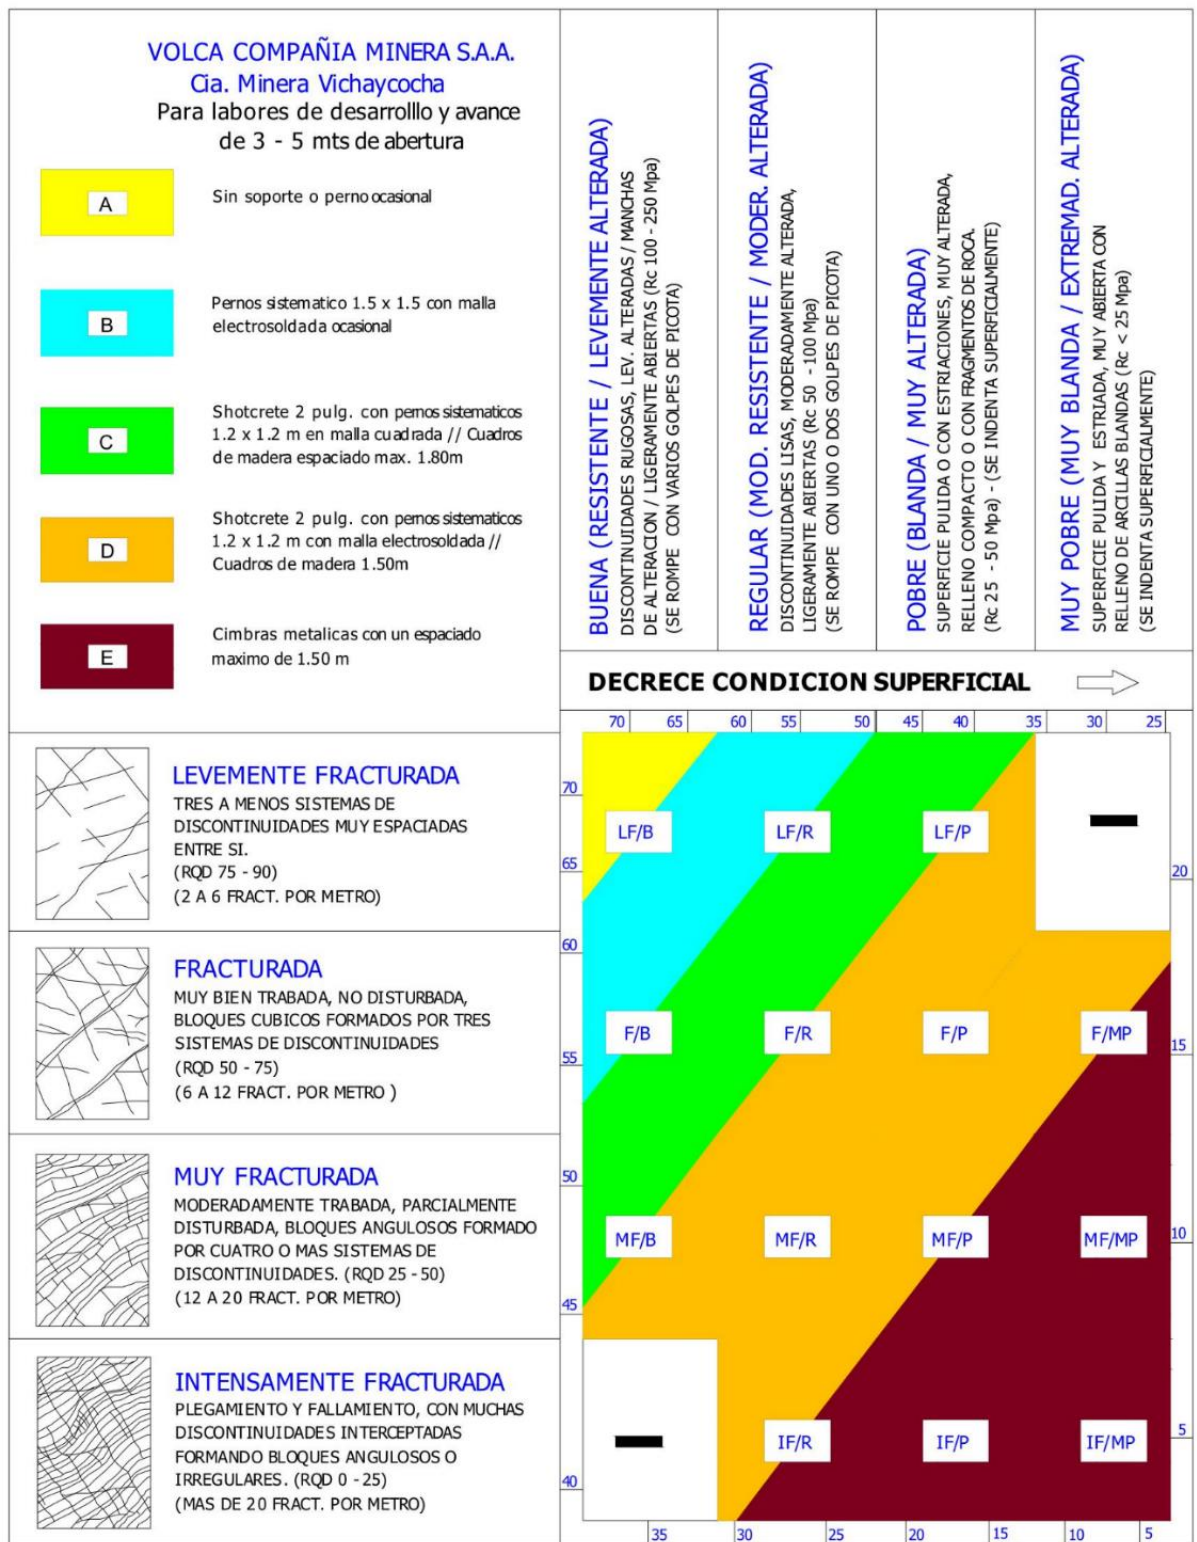 VOLCA COMPAÑIA MINERA S.A.A.
Cia. Minera Vichaycocha
Para labores de desarrolllo y avance
de 3 - 5 mts de abertura
A
Sin soporte o perno ocasional
B
Pernos sistematico 1.5 x 1.5 con malla
electrosoldada ocasional
C
Shotcrete 2 pulg. con pernos sistematicos
1.2 x 1.2 m en malla cuadrada // Cuadros
de madera espaciado max. 1.80m
D
Shotcrete 2 pulg. con pernos sistematicos
1.2 x 1.2 m con malla electrosoldada //
Cuadros de madera 1.50m
E
Cimbras metalicas con un espaciado
maximo de 1.50 m
BUENA (RESISTENTE / LEVEMENTE ALTERADA)
DISCONTINUIDADES RUGOSAS, LEV. ALTERADAS / MANCHAS
DE ALTERACION / LIGERAMENTE ABIERTAS (Rc 100 - 250 Mpa)
(SE ROMPE CON VARIOS GOLPES DE PICOTA)
REGULAR (MOD. RESISTENTE / MODER. ALTERADA)
DISCONTINUIDADES LISAS, MODERADAMENTE ALTERADA,
LIGERAMENTE ABIERTAS (Rc 50 - 100 Mpa)
(SE ROMPE CON UNO O DOS GOLPES DE PICOTA)
POBRE (BLANDA / MUY ALTERADA)
SUPERFICIE PULIDA O CON ESTRIACIONES, MUY ALTERADA,
RELLENO COMPACTO O CON FRAGMENTOS DE ROCA.
(Rc 25 - 50 Mpa) - (SE INDENTA SUPERFICIALMENTE)
MUY POBRE (MUY BLANDA / EXTREMAD. ALTERADA)
SUPERFICIE PULIDA Y ESTRIADA, MUY ABIERTA CON
RELLENO DE ARCILLAS BLANDAS (Rc < 25 Mpa)
(SE INDENTA SUPERFICIALMENTE)
DECRECE CONDICION SUPERFICIAL
70 65 60 55 50 45 40 35 30 25
LEVEMENTE FRACTURADA
TRES A MENOS SISTEMAS DE
DISCONTINUIDADES MUY ESPACIADAS
ENTRE SI.
(RQD 75 - 90)
(2 A 6 FRACT. POR METRO)
70
LF/B LF/R LF/P
65
20
FRACTURADA
MUY BIEN TRABADA, NO DISTURBADA,
BLOQUES CUBICOS FORMADOS POR TRES
SISTEMAS DE DISCONTINUIDADES
(RQD 50 - 75)
(6 A 12 FRACT. POR METRO )
60
F/B F/R F/P F/MP
55
15
MUY FRACTURADA
MODERADAMENTE TRABADA, PARCIALMENTE
DISTURBADA, BLOQUES ANGULOSOS FORMADO
POR CUATRO O MAS SISTEMAS DE
DISCONTINUIDADES. (RQD 25 - 50)
(12 A 20 FRACT. POR METRO)
50
MF/B MF/R MF/P MF/MP
10
45
INTENSAMENTE FRACTURADA
PLEGAMIENTO Y FALLAMIENTO, CON MUCHAS
DISCONTINUIDADES INTERCEPTADAS
FORMANDO BLOQUES ANGULOSOS O
IRREGULARES. (RQD 0 - 25)
(MAS DE 20 FRACT. POR METRO)
IF/R IF/P IF/MP
5
40
35 30 25 20 15 10 5